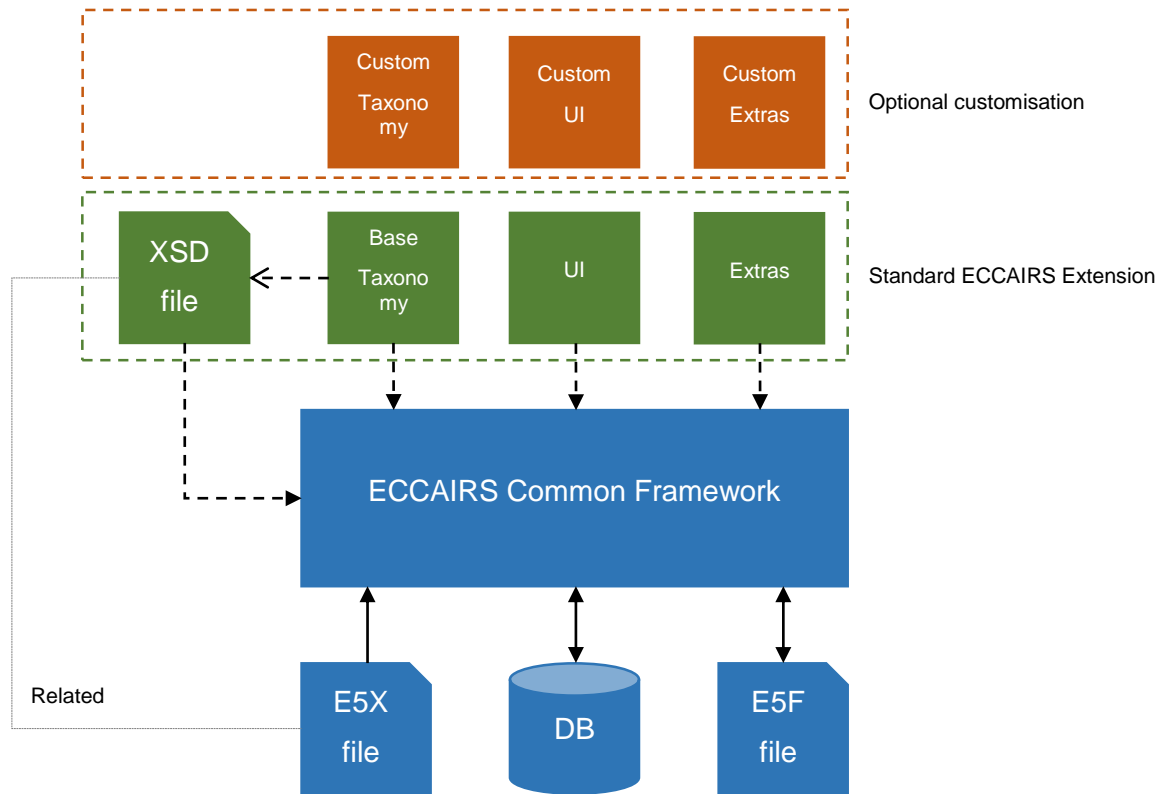 Custom
Taxono
my
Custom
UI
Custom
Extras
Optional customisation
XSD
file
Base
Taxono
my
UI
Extras
Standard ECCAIRS Extension
ECCAIRS Common Framework
Related
E5X
file
DB
E5F
file